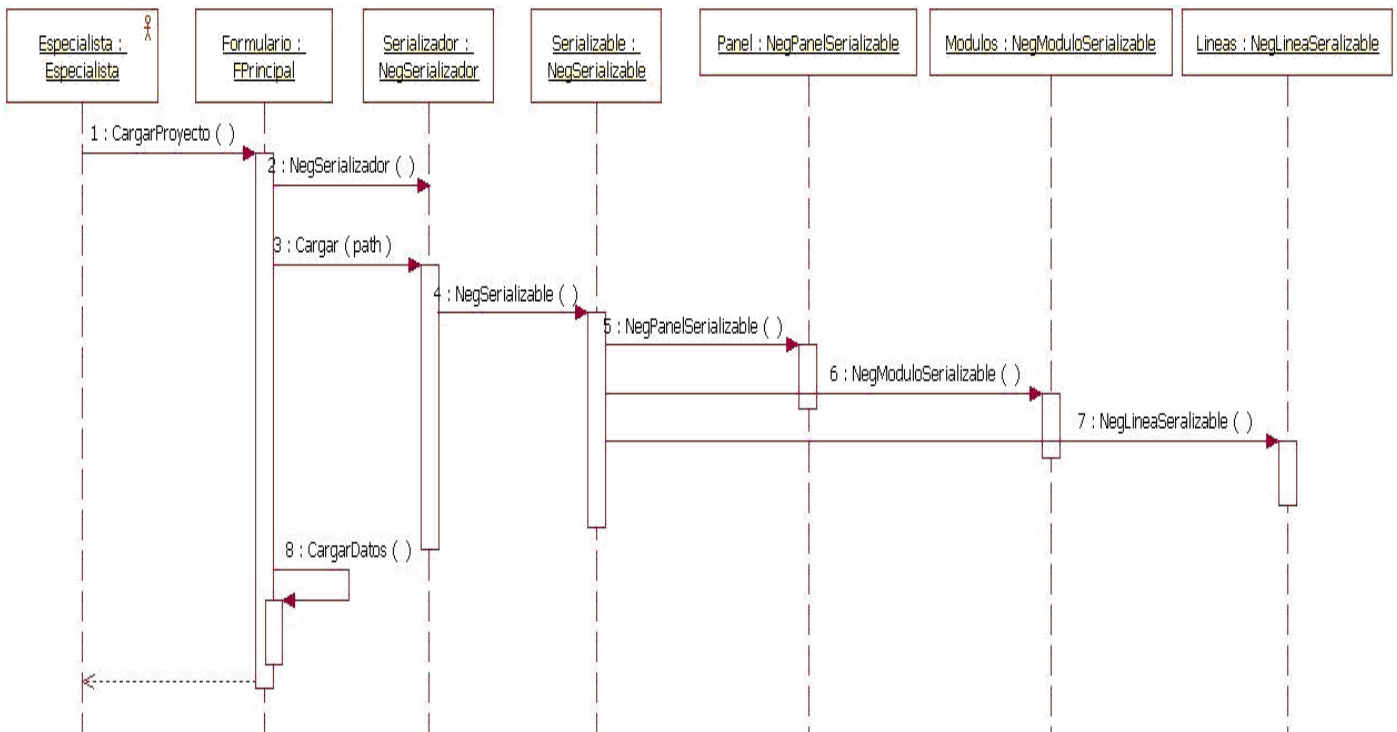 Especialista :
Especialista
Formulario :
FPrincipal
Serializador :
NegSerializador
Serializable :
NegSerializable
Panel : NegPanelSerializable
Modulos : NegModuloSerializable
Lineas : NegLineaSeralizable
1 : CargarProyecto ( )
2 : NegSerializador ( )
3 : Cargar ( path )
4 : NegSerializable ( )
5 : NegPanelSerializable ( )
6 : NegModuloSerializable ( )
7 : NegLineaSeralizable ( )
8 : CargarDatos ( )